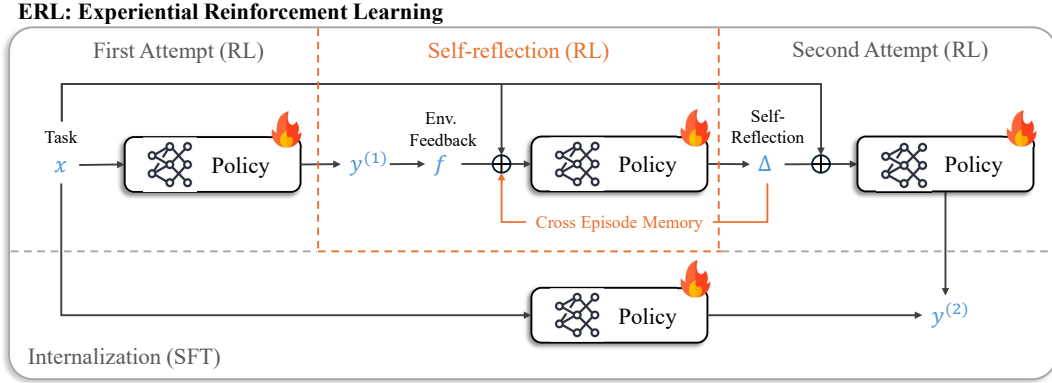 ERL: Experiential Reinforcement Learning
First Attempt (RL)
Self-reflection (RL)
Second Attempt (RL)
Task
x
Policy
y⁽¹⁾
Env.
Feedback
f
Policy
Self-
Reflection
Δ
Policy
Cross Episode Memory
Policy
y⁽²⁾
Internalization (SFT)